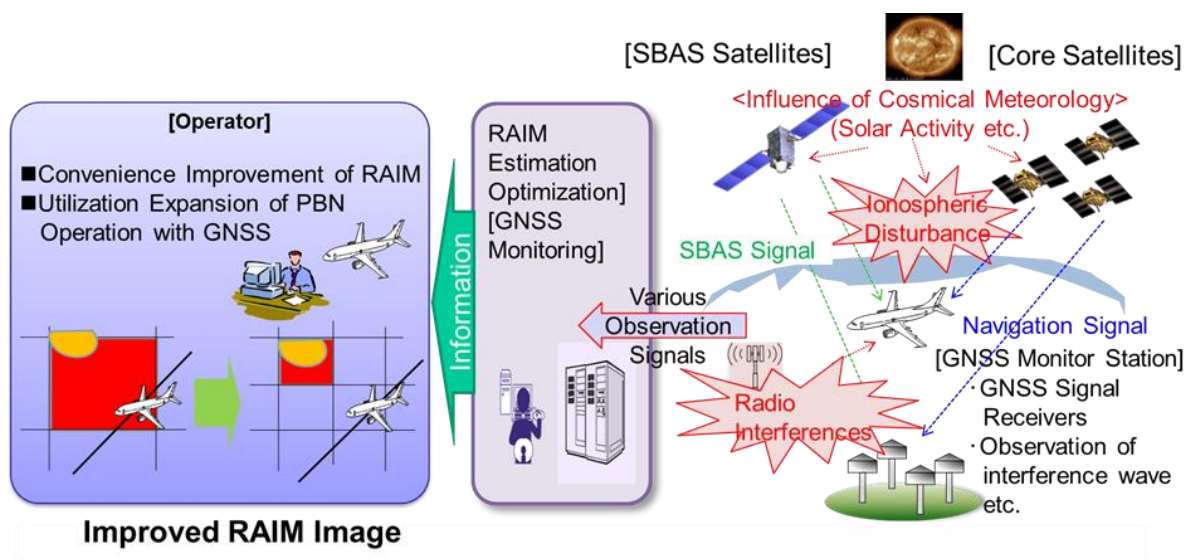 [SBAS Satellites]
[Core Satellites]
<Influence of Cosmical Meteorology>
(Solar Activity etc.)
[Operator]
■Convenience Improvement of RAIM
■Utilization Expansion of PBN
Operation with GNSS
Information
RAIM
Estimation
Optimization]
[GNSS
Monitoring]
Various
Observation
Signals
Ionospheric
Disturbance
SBAS Signal
Navigation Signal
[GNSS Monitor Station]
・GNSS Signal
Receivers
・Observation of
interference wave
etc.
Radio
Interferences
Improved RAIM Image